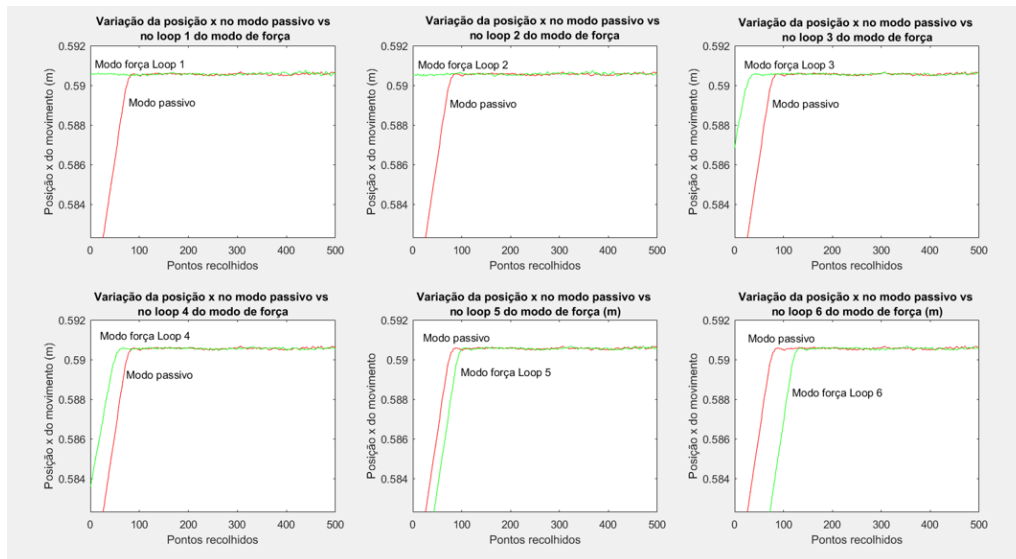 Variação da posição x no modo passivo vs
no loop 1 do modo de força
0.592
0.59
0.588
0.586
0.584
Posição x do movimento (m)
Modo força Loop 1
Modo passivo
0
100
200
300
400
500
Pontos recolhidos
Variação da posição x no modo passivo vs
no loop 2 do modo de força
0.592
0.59
0.588
0.586
0.584
Posição x do movimento (m)
Modo força Loop 2
Modo passivo
0
100
200
300
400
500
Pontos recolhidos
Variação da posição x no modo passivo vs
no loop 3 do modo de força
0.592
0.59
0.588
0.586
0.584
Posição x do movimento (m)
Modo força Loop 3
Modo passivo
0
100
200
300
400
500
Pontos recolhidos
Variação da posição x no modo passivo vs
no loop 4 do modo de força
0.592
0.59
0.588
0.586
0.584
Posição x do movimento (m)
Modo força Loop 4
Modo passivo
0
100
200
300
400
500
Pontos recolhidos
Variação da posição x no modo passivo vs
no loop 5 do modo de força (m)
0.592
0.59
0.588
0.586
0.584
Posição x do movimento
Modo passivo
Modo força Loop 5
0
100
200
300
400
500
Pontos recolhidos
Variação da posição x no modo passivo vs
no loop 6 do modo de força (m)
0.592
0.59
0.588
0.586
0.584
Posição x do movimento
Modo passivo
Modo força Loop 6
0
100
200
300
400
500
Pontos recolhidos